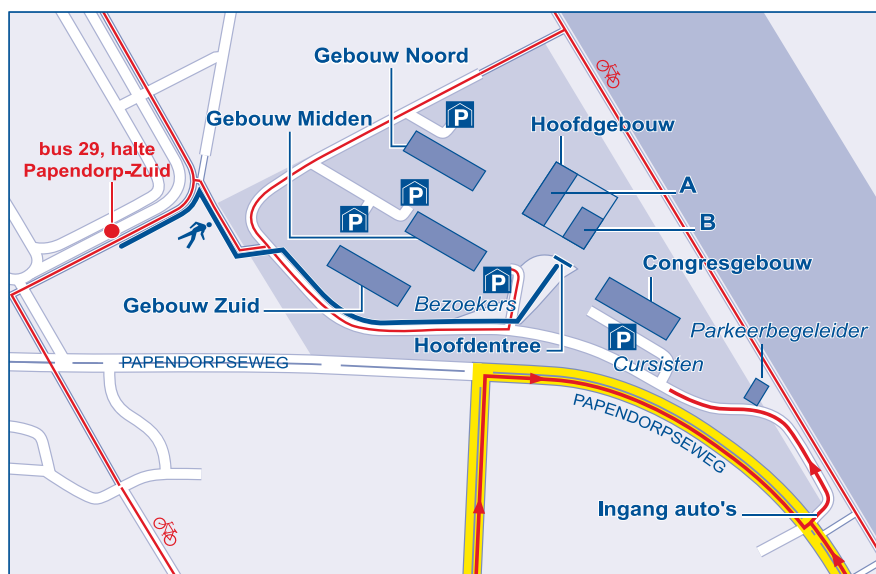 Gebouw Noord
P
Gebouw Midden
Hoofdgebouw
bus 29, halte
Papendorp-Zuid
A
P
P
B
Congresgebouw
P
Gebouw Zuid
Bezoekers
Parkeerbegeleider
Hoofdentree
P
Cursisten
PAPENDORPSEWEG
PAPENDORPSEWEG
Ingang auto's